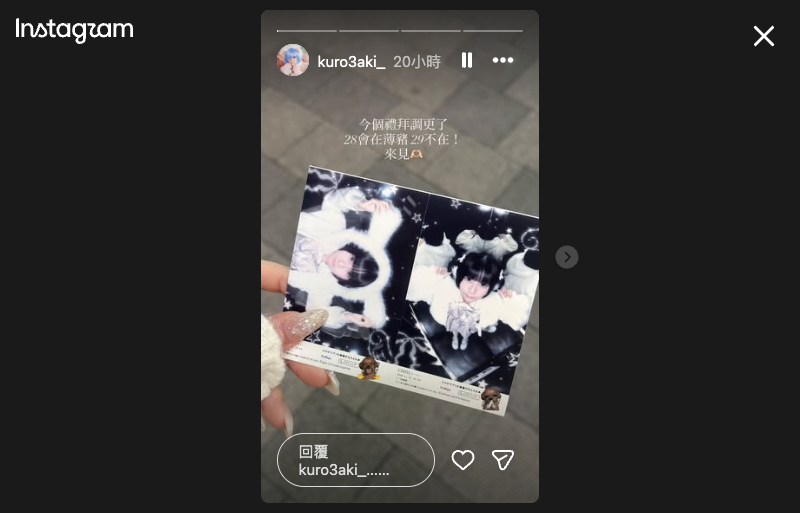 Instagram
kuro3aki_ 20小時
今個禮拜調更了
28會在薄豬 29不在！
來見🫶🏻
回覆
kuro3aki_......